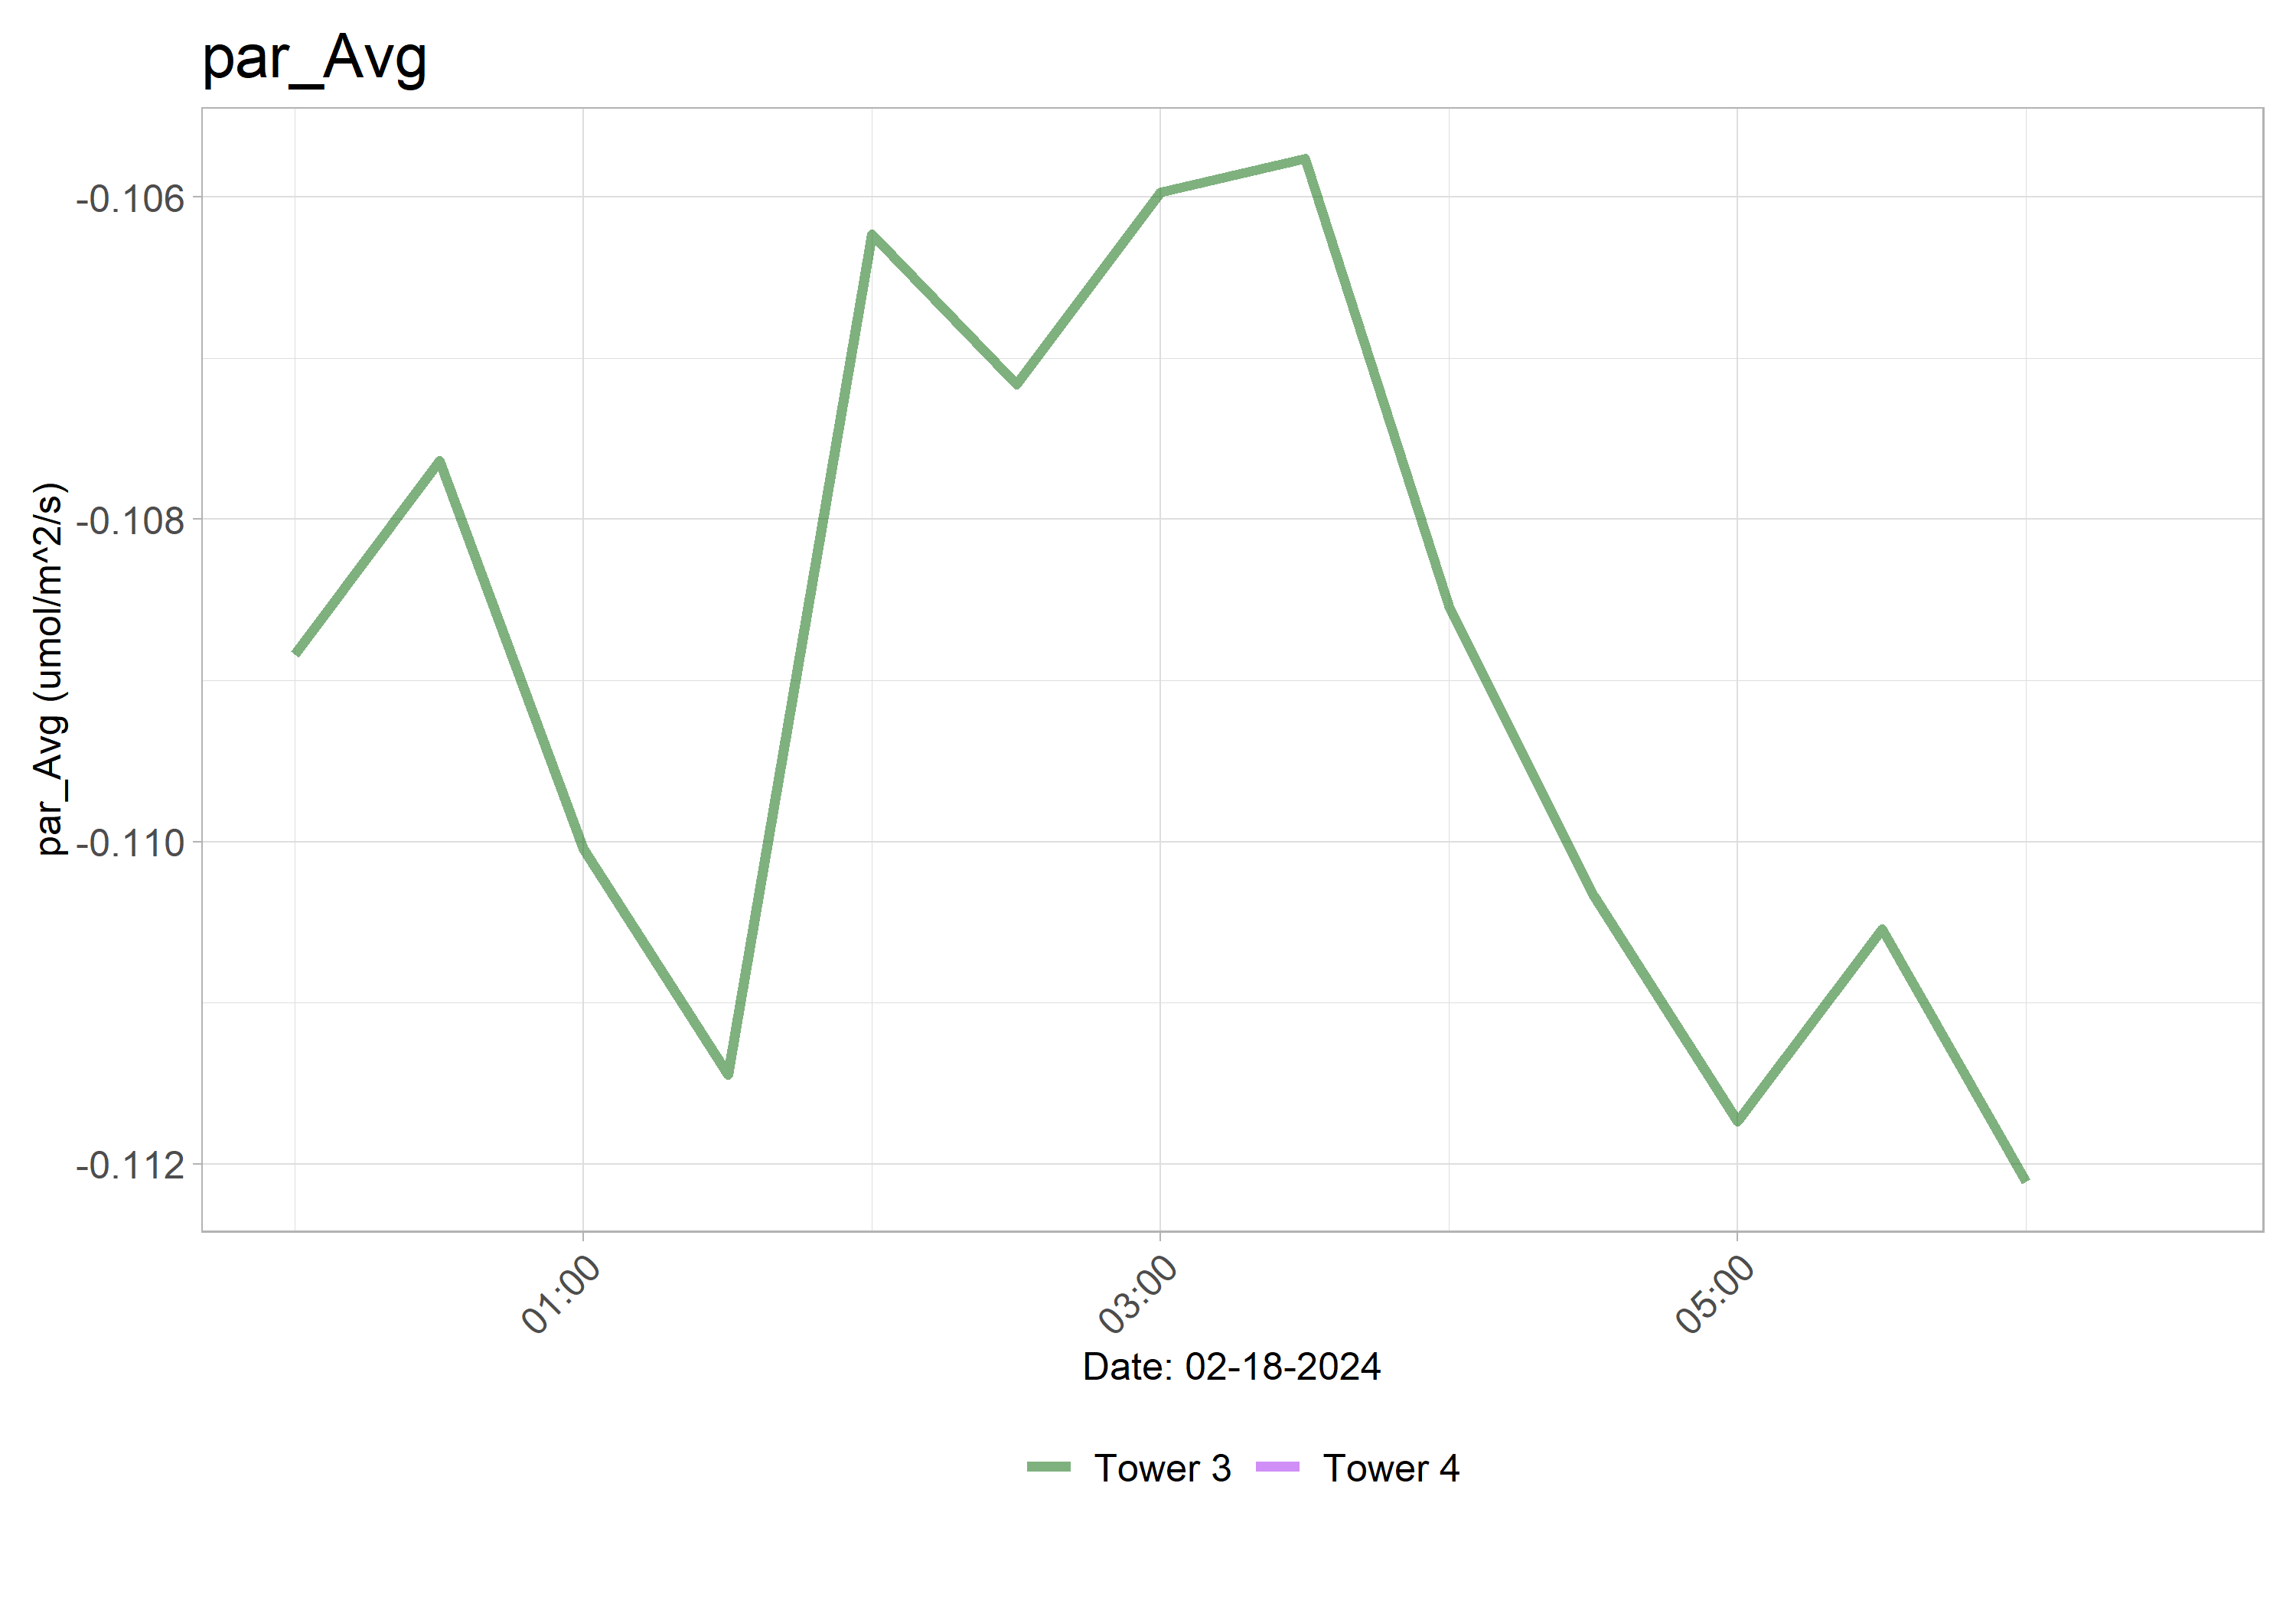 par_Avg
par_Avg (umol/m^2/s)
-0.106
-0.108
-0.110
-0.112
01:00
03:00
05:00
Date: 02-18-2024
Tower 3
Tower 4